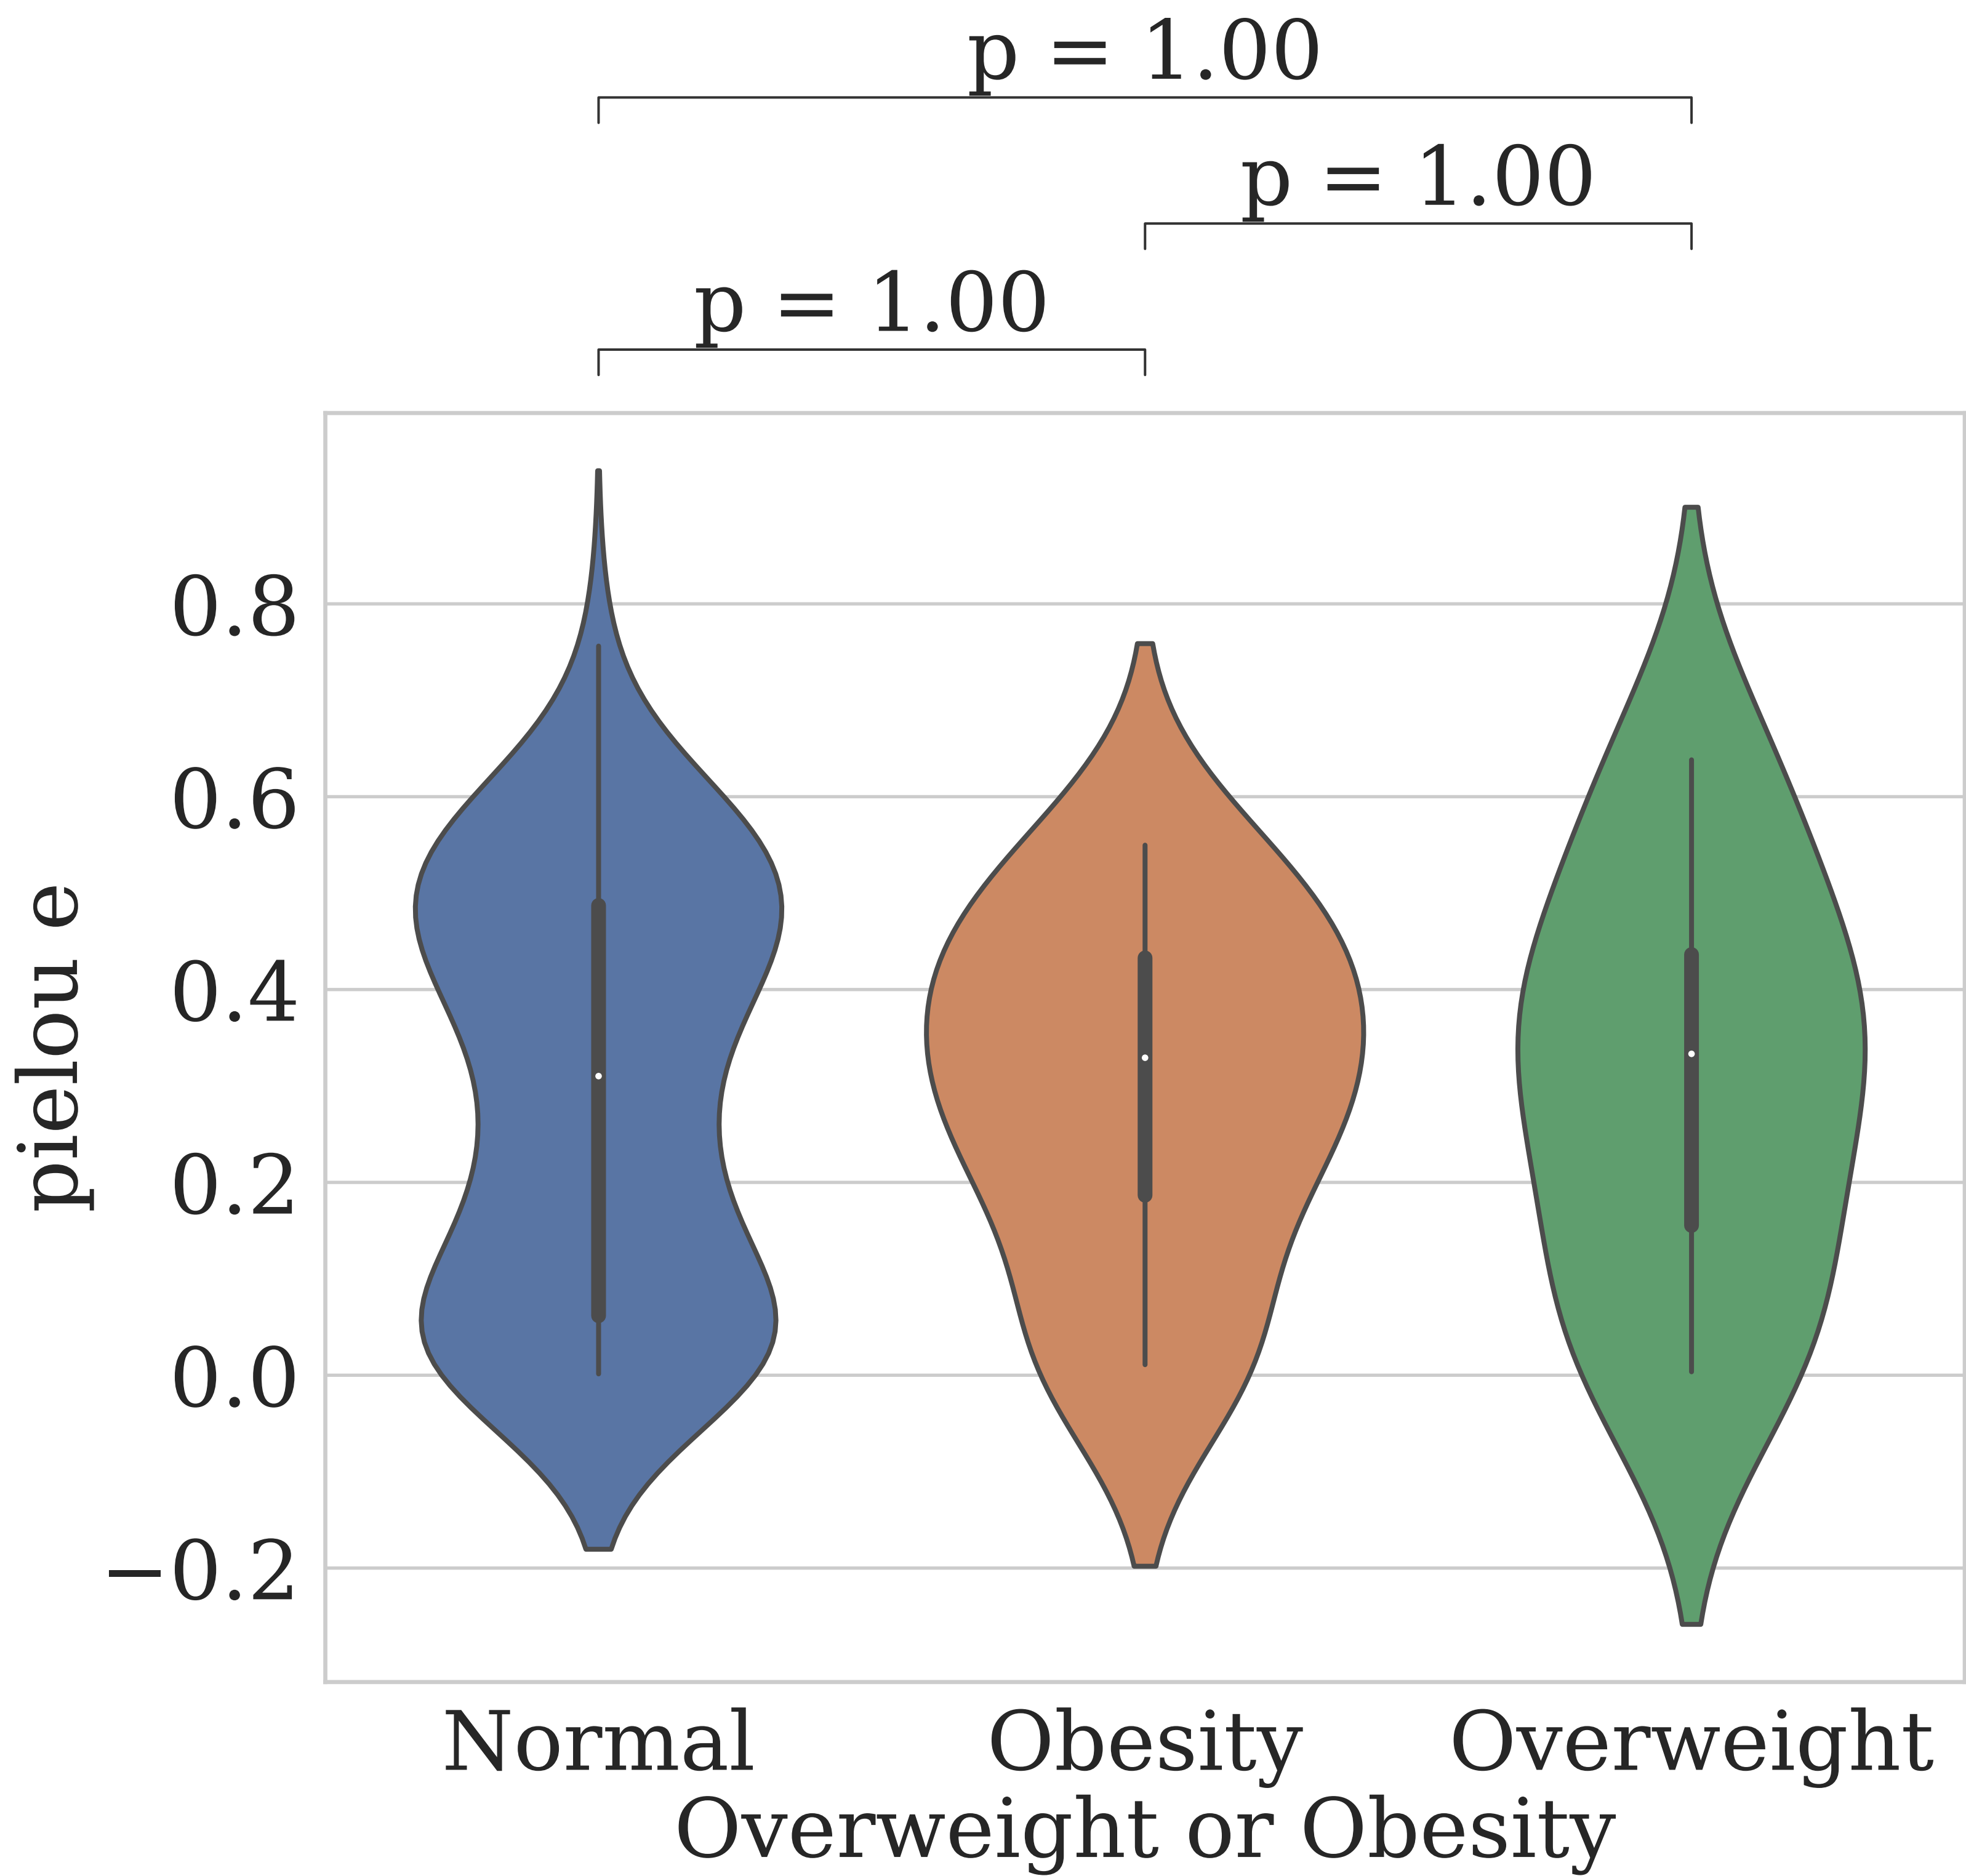 p = 1.00
p = 1.00
p = 1.00
0.8
0.6
0.4
0.2
0.0
−0.2
pielou e
Normal
Obesity
Overweight
Overweight or Obesity